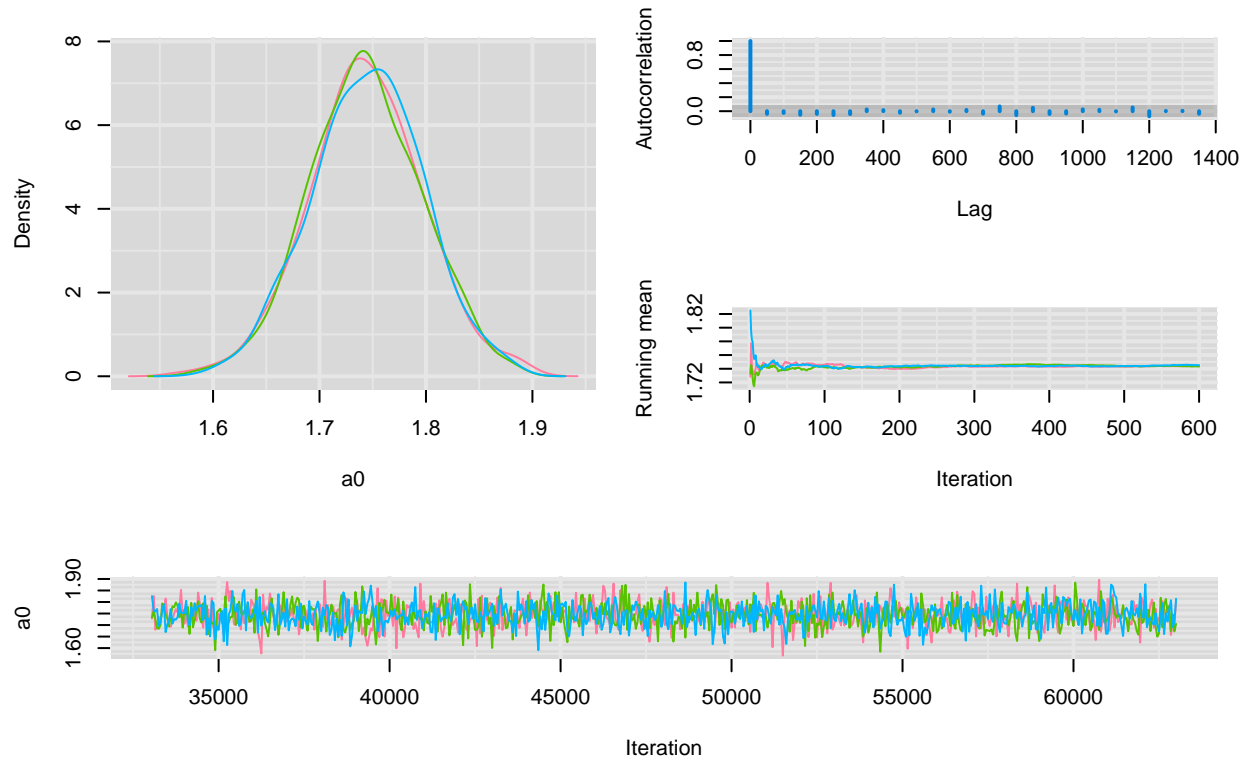 8
6
4
2
0
Density
1.6 1.7 1.8 1.9
a0
0.8
0.0
Autocorrelation
0 200 400 600 800 1000 1200 1400
Lag
1.82
1.72
Running mean
0 100 200 300 400 500 600
Iteration
1.90
1.60
a0
35000 40000 45000 50000 55000 60000
Iteration